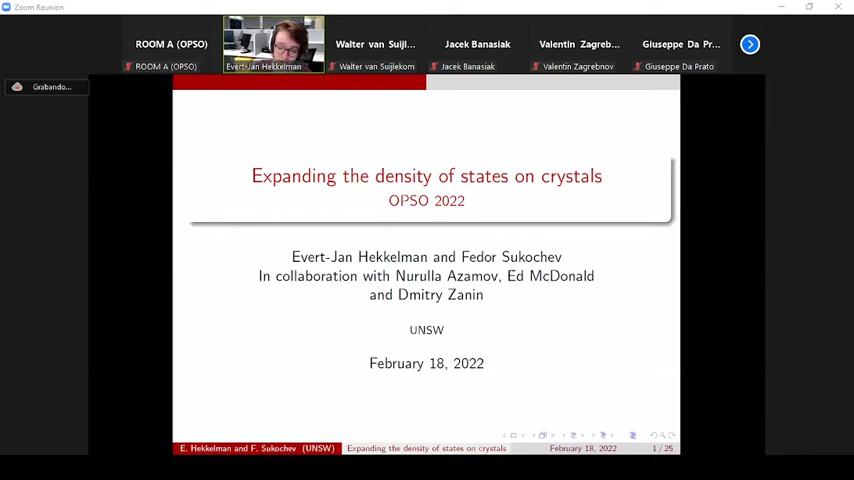 Zoom Reunión
ROOM A (OPSO)
Walter van Suijl...
Jacek Banasiak
Valentin Zagreb...
Giuseppe Da Pr...
ROOM A (OPSO)
Evert-Jan Hekkelman
Walter van Suijlekom
Jacek Banasiak
Valentin Zagrebnov
Giuseppe Da Prato
Grabando...
Expanding the density of states on crystals
OPSO 2022
Evert-Jan Hekkelman and Fedor Sukochev
In collaboration with Nurulla Azamov, Ed McDonald
and Dmitry Zanin
UNSW
February 18, 2022
E. Hekkelman and F. Sukochev (UNSW)
Expanding the density of states on crystals
February 18, 2022
1 / 25